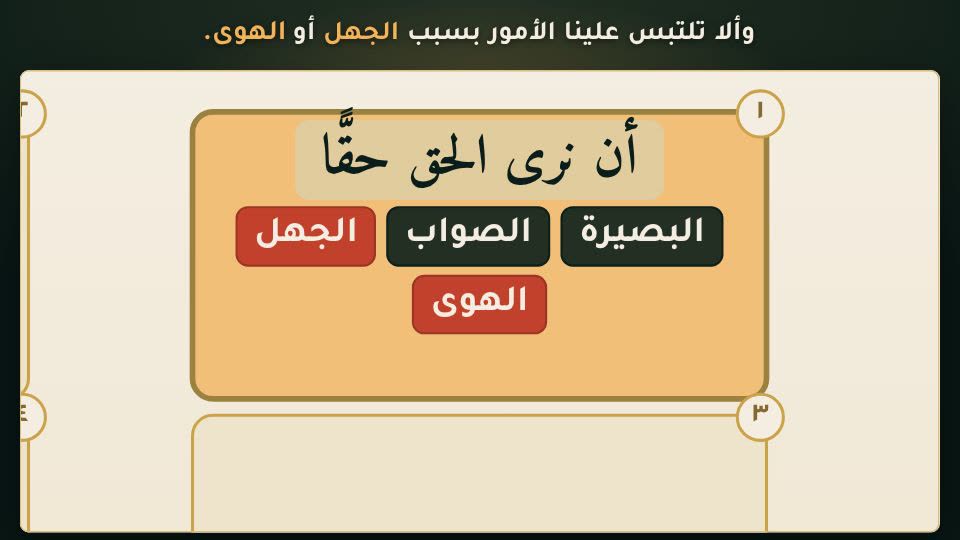 وألا تلتبس علينا الأمور بسبب الجهل أو الهوى.
١
أن نرى الحق حقًّا
البصيرة الصواب الجهل
الهوى
٣